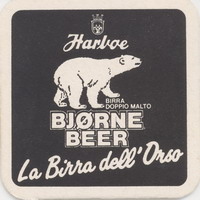 Harboe
BIRRA
DOPPIO MALTO
BJØRNE
BEER
La Birra dell'Orso